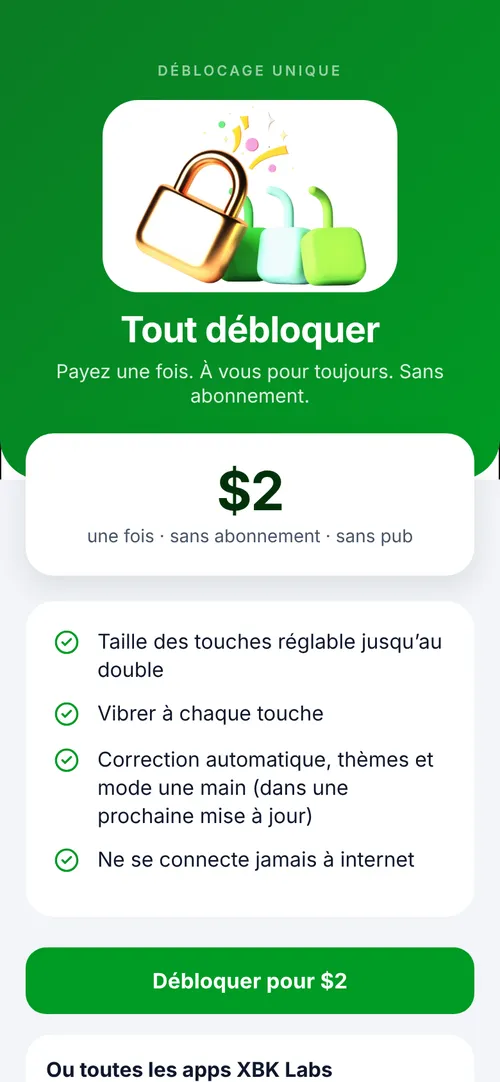 DÉBLOCAGE UNIQUE
Tout débloquer
Payez une fois. À vous pour toujours. Sans
abonnement.
$2
une fois · sans abonnement · sans pub
Taille des touches réglable jusqu’au
double
Vibrer à chaque touche
Correction automatique, thèmes et
mode une main (dans une
prochaine mise à jour)
Ne se connecte jamais à internet
Débloquer pour $2
Ou toutes les apps XBK Labs